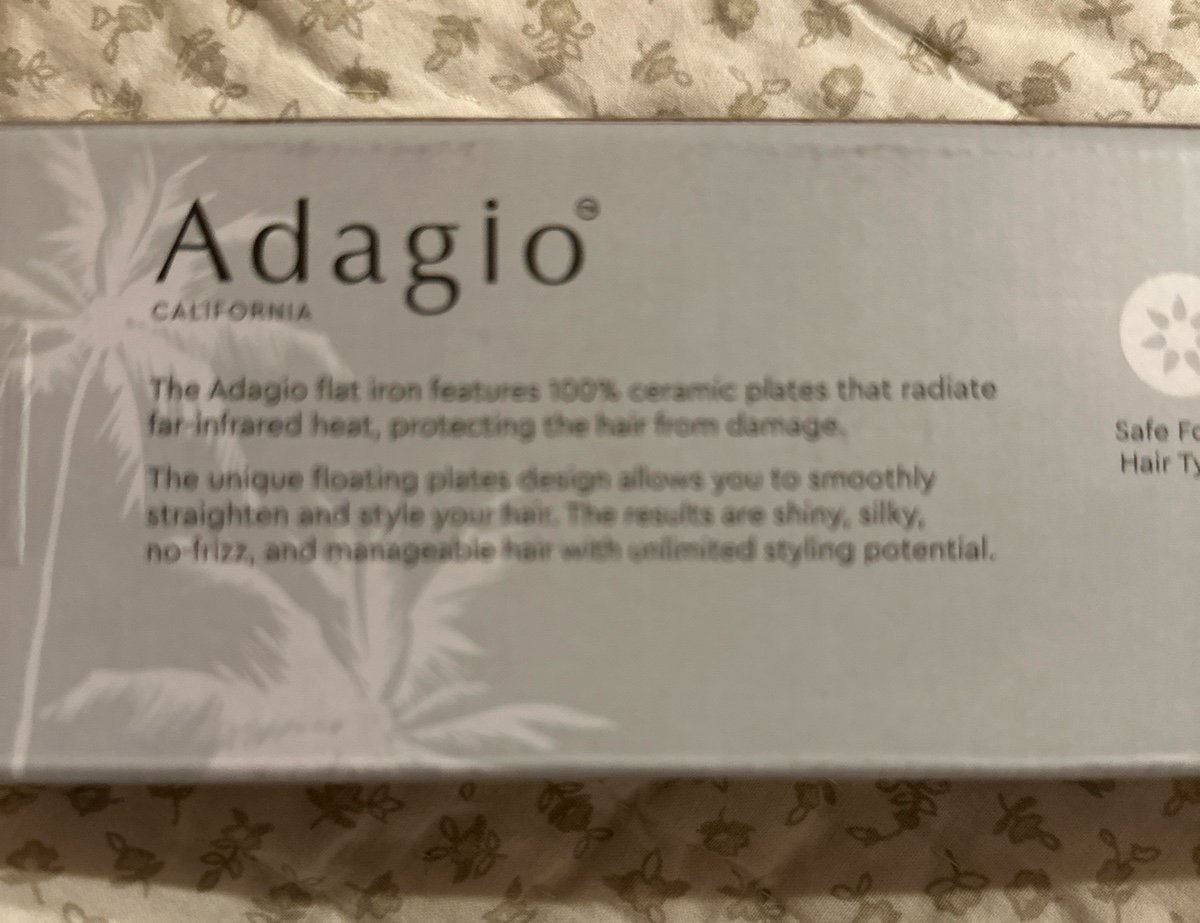 Adagio®
CALIFORNIA
The Adagio flat iron features 100% ceramic plates that radiate
far-infrared heat, protecting the hair from damage.
The unique floating plates design allows you to smoothly
straighten and style your hair. The results are shiny, silky,
no-frizz, and manageable hair with unlimited styling potential.
Safe Fo
Hair Ty